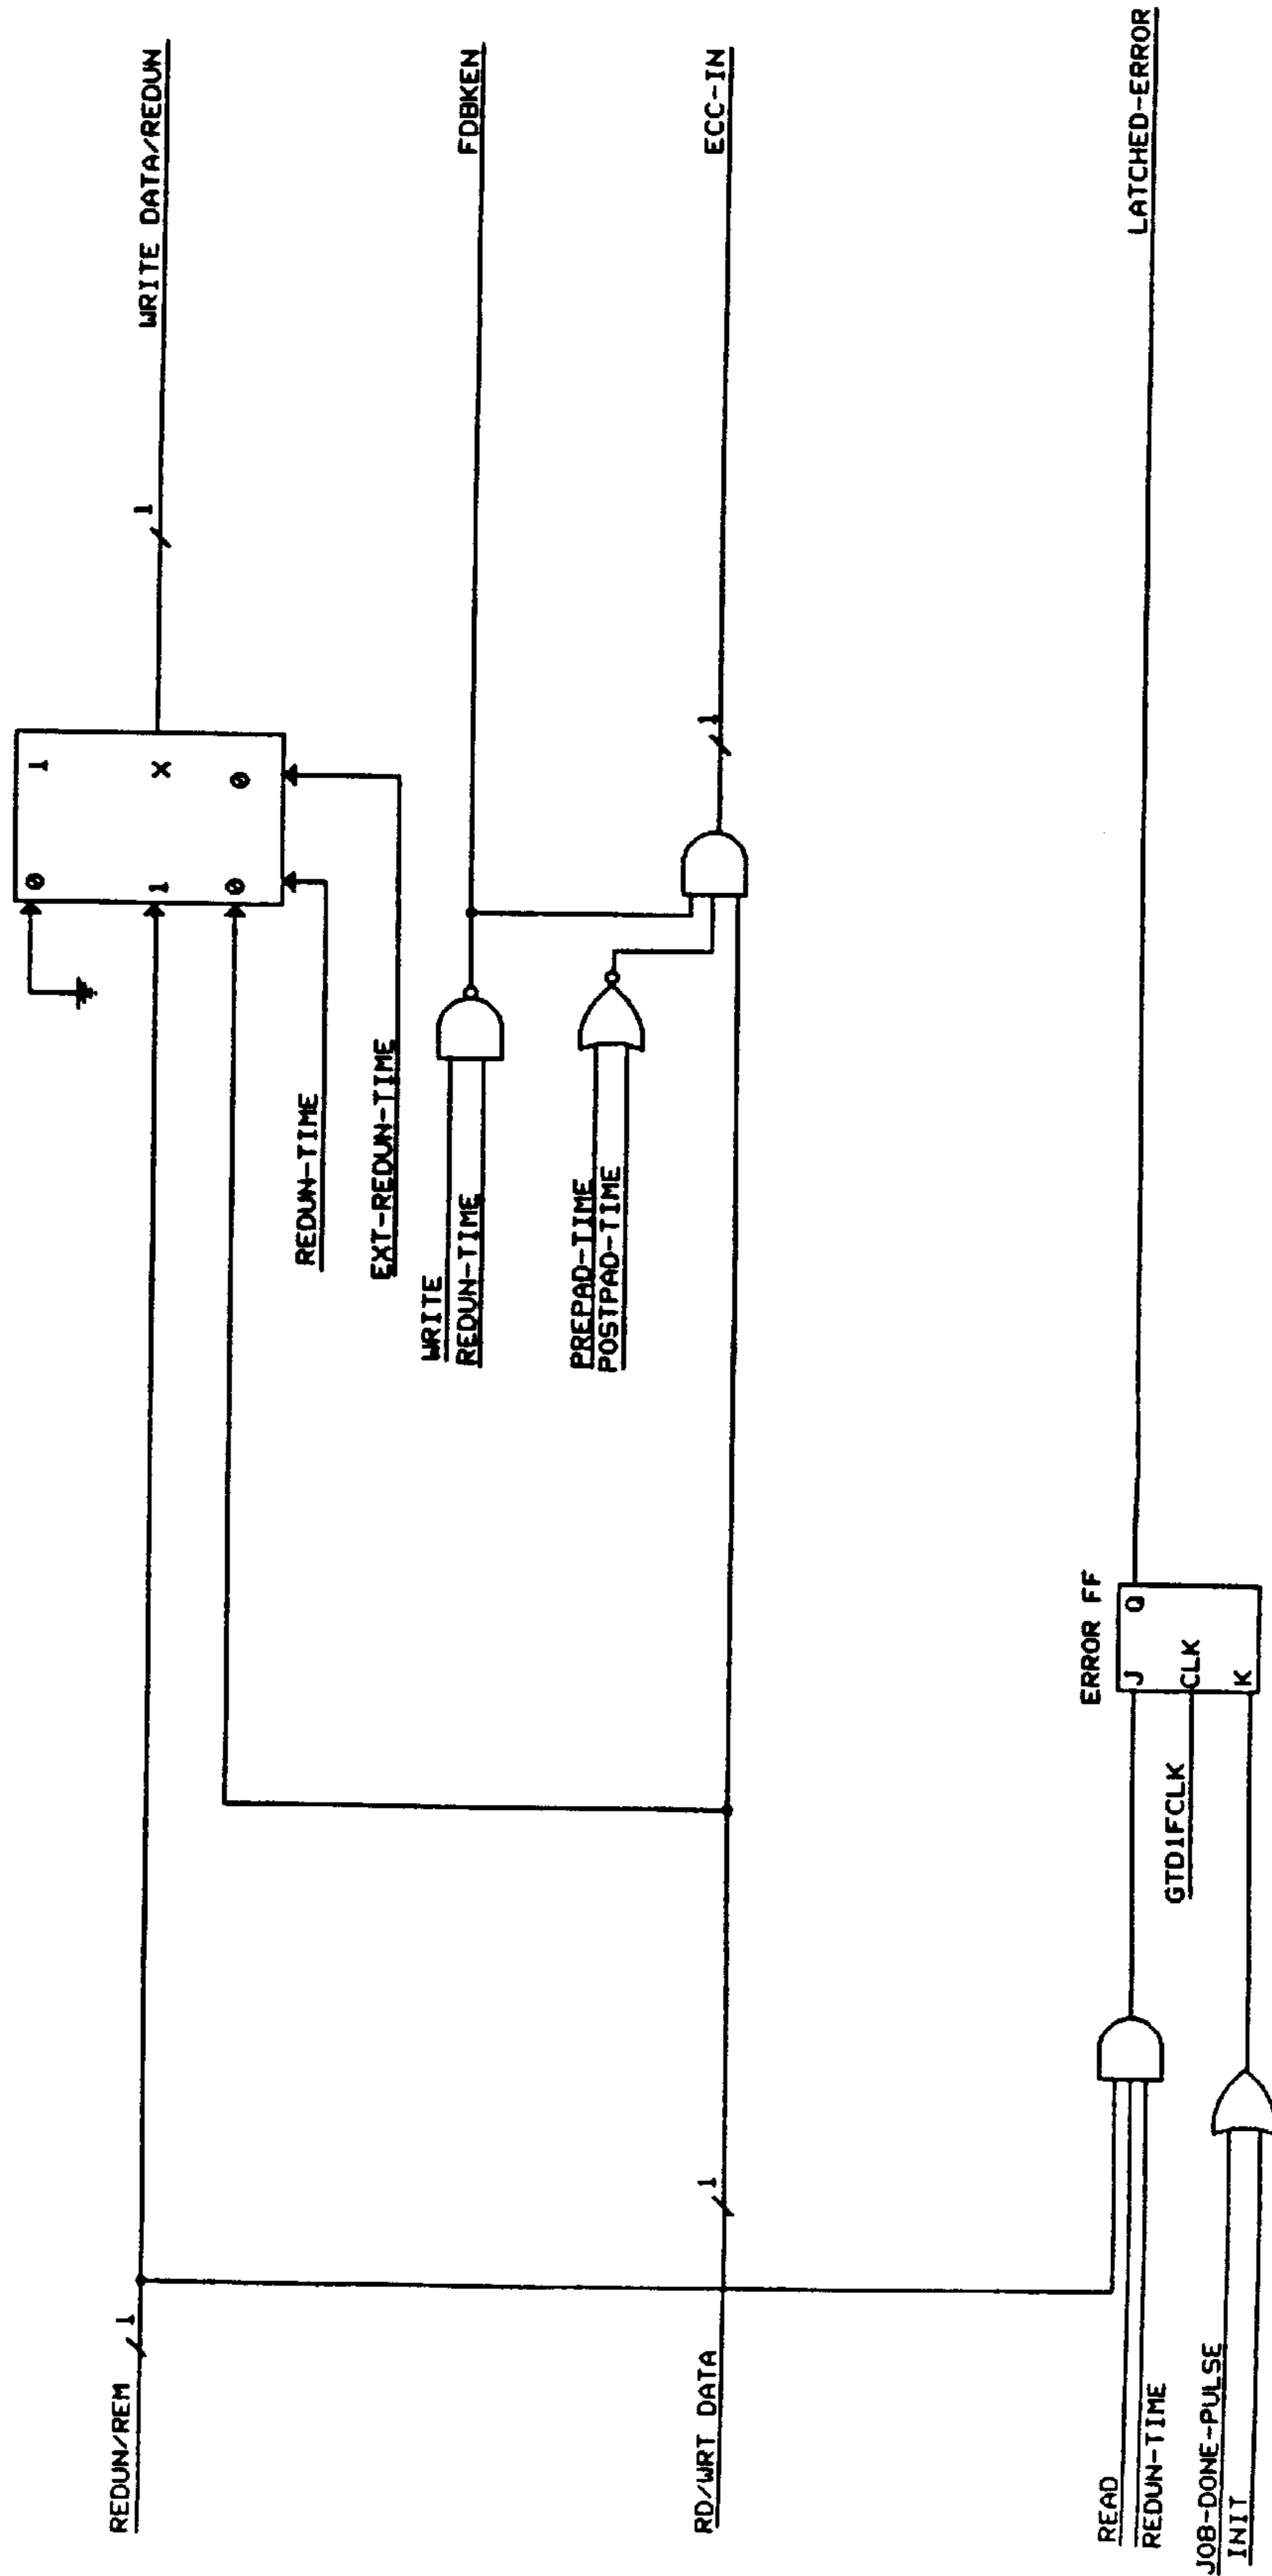 REDUN/REM
1
0
1
0
1
X
0
1
WRITE DATA/REDUN
REDUN-TIME
EXT-REDUN-TIME
WRITE
REDUN-TIME
FDBKEN
PREPAD-TIME
POSTPAD-TIME
RD/WRT DATA
1
1
ECC-IN
ERROR FF
READ
REDUN-TIME
J
Q
GTD1FCLK
CLK
K
LATCHED-ERROR
JOB-DONE-PULSE
INIT